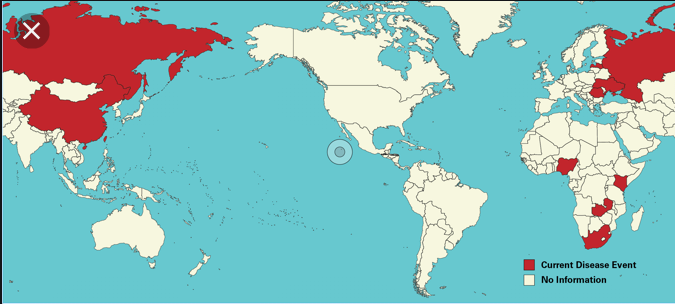 Current Disease Event
No Information